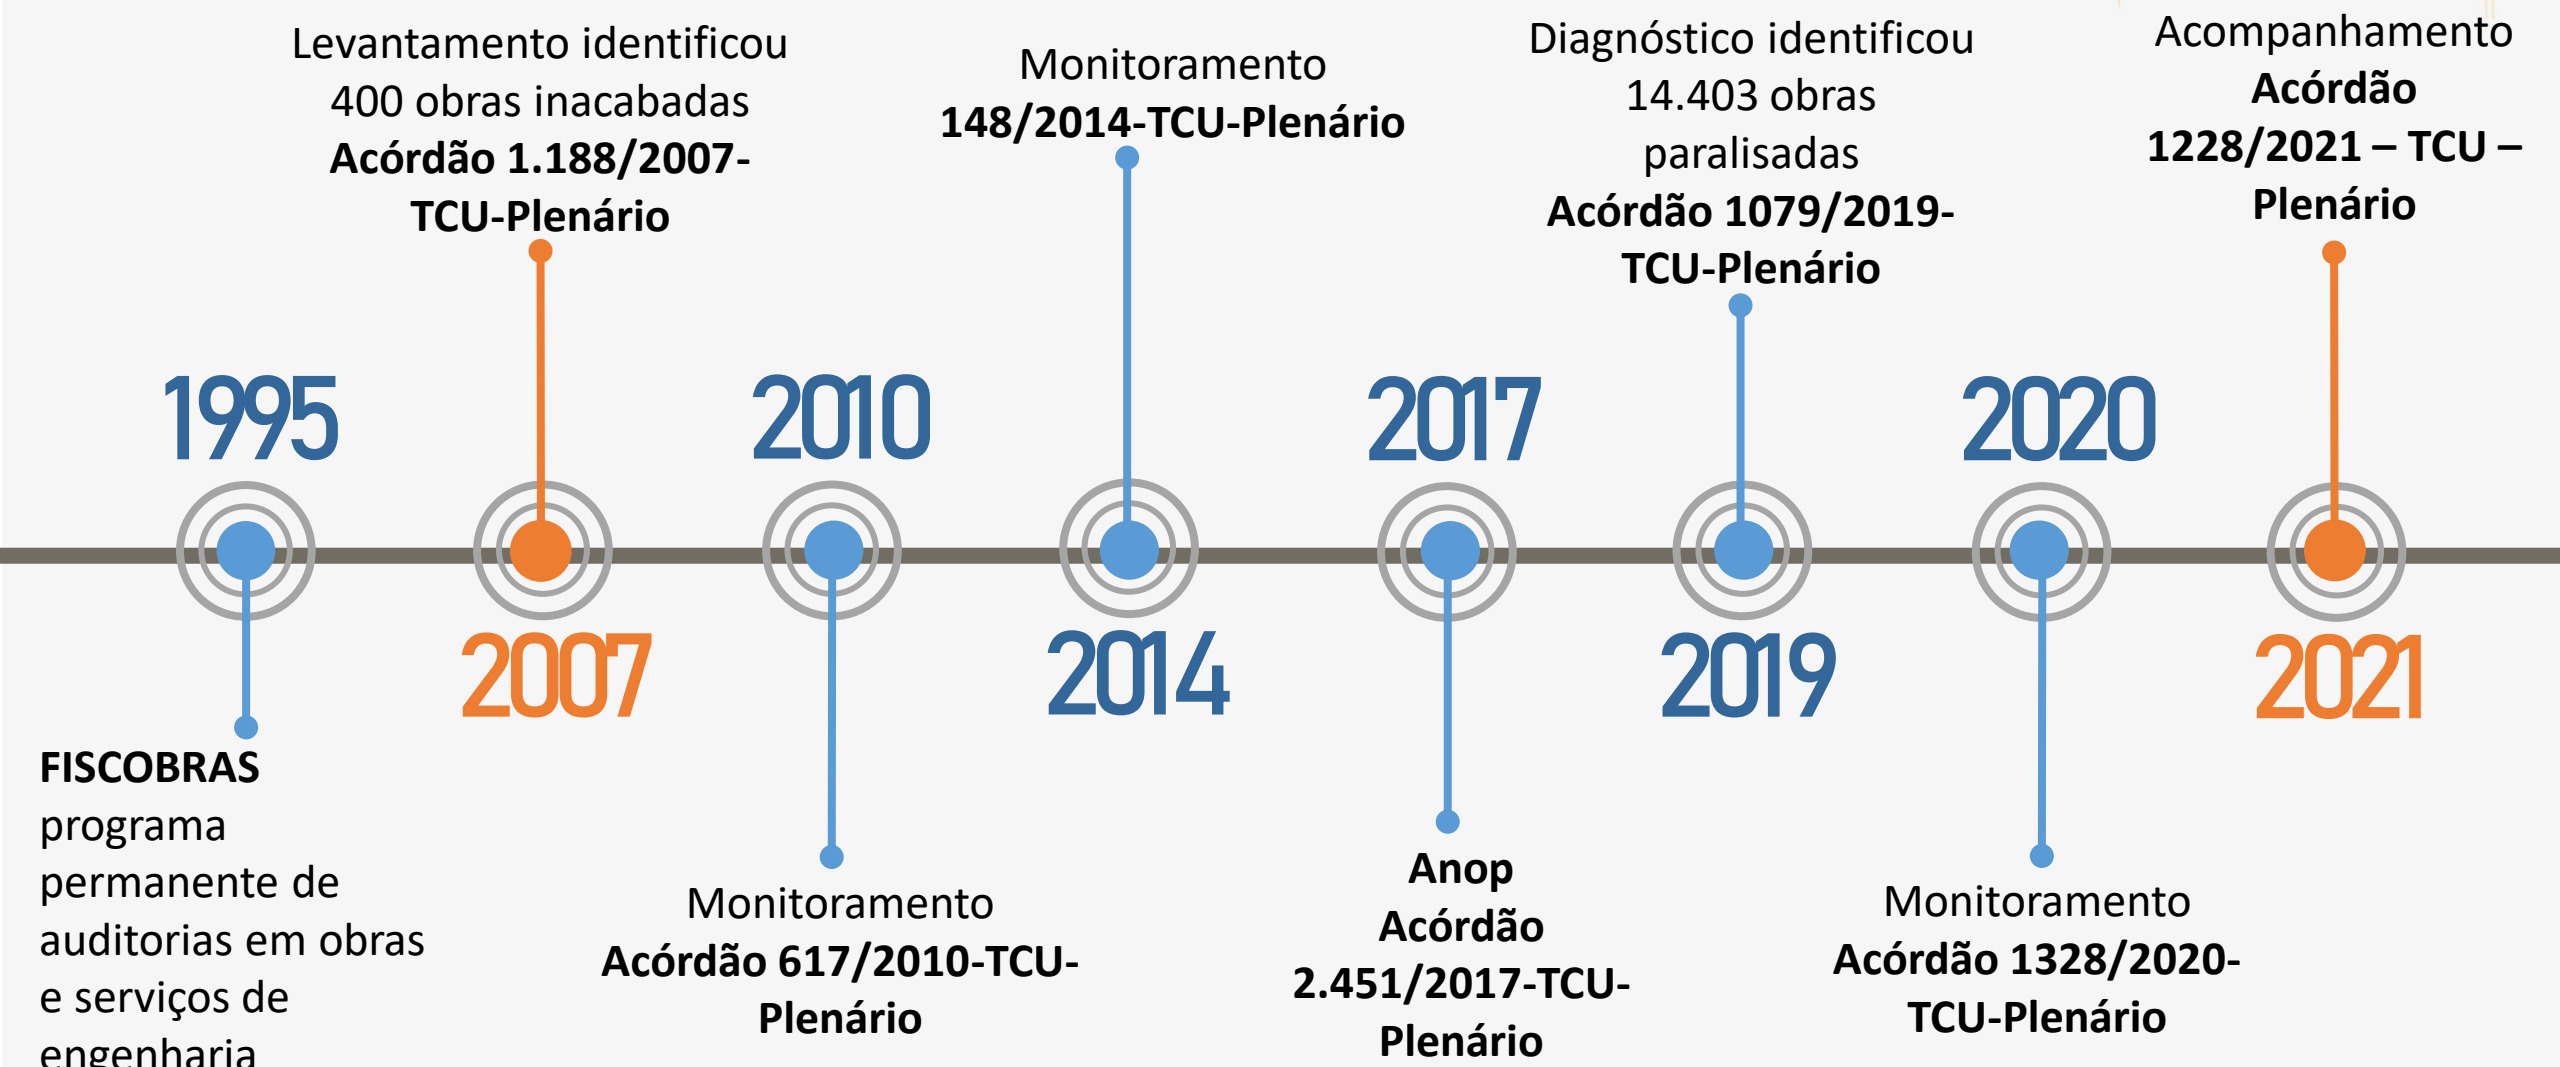 Levantamento identificou
400 obras inacabadas
Acórdão 1.188/2007-
TCU-Plenário
Monitoramento
148/2014-TCU-Plenário
Diagnóstico identificou
14.403 obras
paralisadas
Acórdão 1079/2019-
TCU-Plenário
Acompanhamento
Acórdão
1228/2021 – TCU –
Plenário
1995
2010
2017
2020
2007
2014
2019
2021
FISCOBRAS
programa
permanente de
auditorias em obras
e serviços de
engenharia
Monitoramento
Acórdão 617/2010-TCU-
Plenário
Anop
Acórdão
2.451/2017-TCU-
Plenário
Monitoramento
Acórdão 1328/2020-
TCU-Plenário